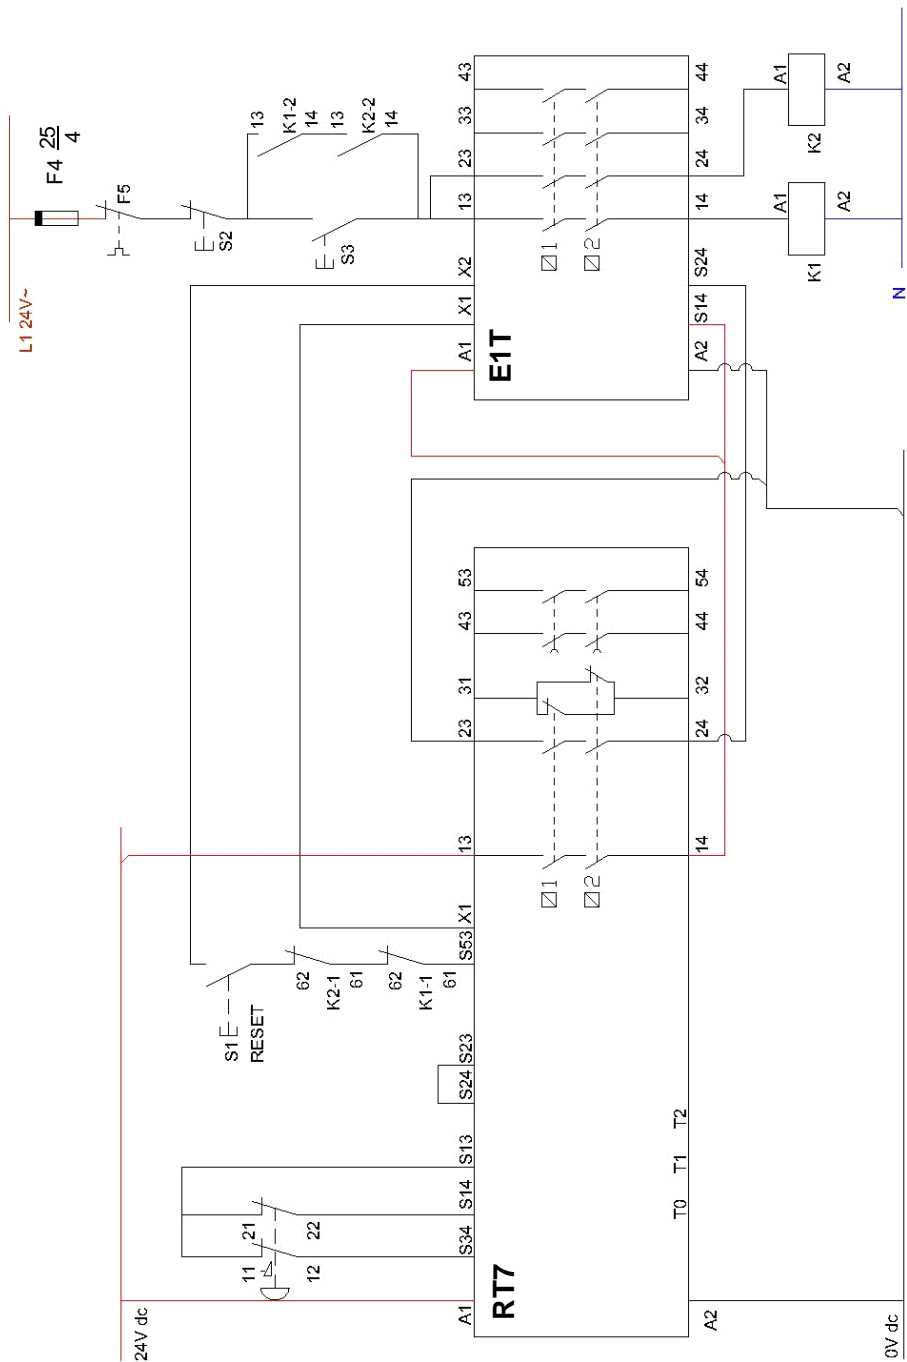 L1 24V~
F4 25/4
F5
S2
S3
13
K1-2
14
13
K2-2
14
A1
X1
X2
13
23
33
43
E1T
1
2
A2
S14
S24
14
24
34
44
A1
K1
A2
A1
K2
A2
N
24V dc
11
12
21
22
S1
RESET
62
K2-1
61
62
K1-1
61
A1
S34
S14
S13
S24
S23
S53
X1
13
23
31
43
53
RT7
1
2
A2
T0
T1
T2
14
24
32
44
54
0V dc